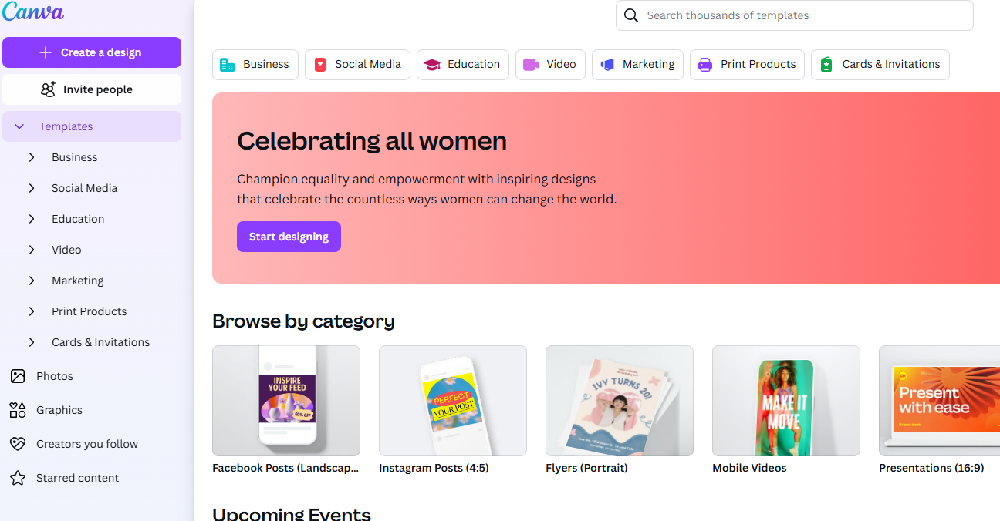 Canva
Create a design
Invite people
Templates
Business
Social Media
Education
Video
Marketing
Print Products
Cards & Invitations
Photos
Graphics
Creators you follow
Starred content
Search thousands of templates
Business
Social Media
Education
Video
Marketing
Print Products
Cards & Invitations
Celebrating all women
Champion equality and empowerment with inspiring designs
that celebrate the countless ways women can change the world.
Start designing
Browse by category
INSPIRE
YOUR FEED
50% OFF
Facebook Posts (Landscap...
PERFECT
YOUR POST
Instagram Posts (4:5)
IVY TURNS 20!
Flyers (Portrait)
MAKE IT
MOVE
Mobile Videos
Present
with ease
Brand deck
Presentations (16:9)
Upcoming Events